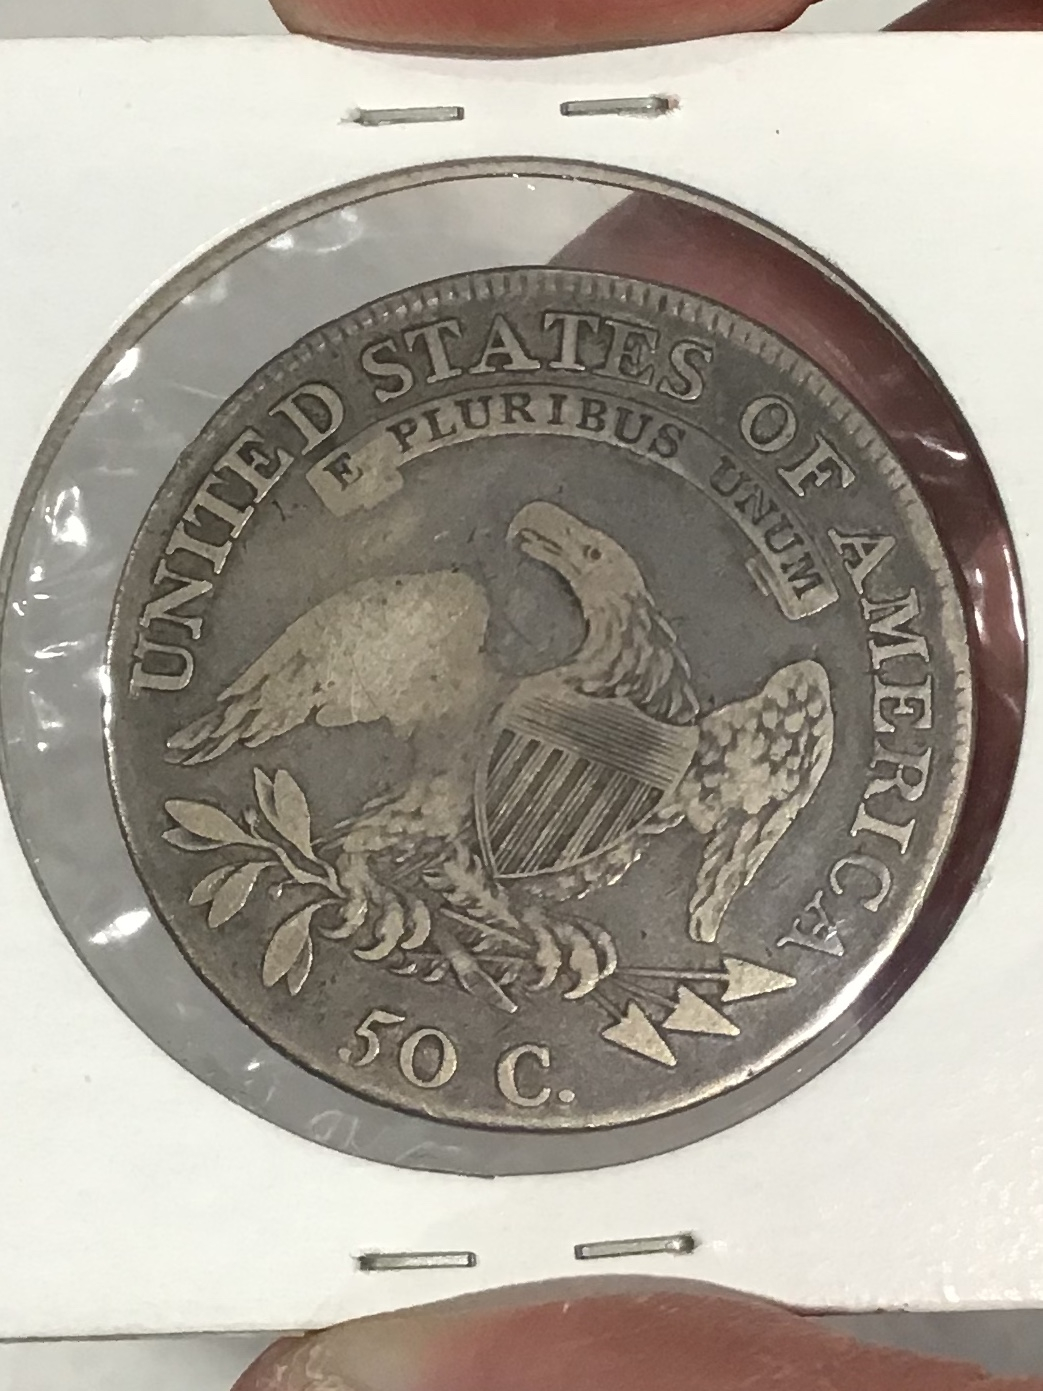 UNITED STATES OF AMERICA
E PLURIBUS UNUM
50 C.